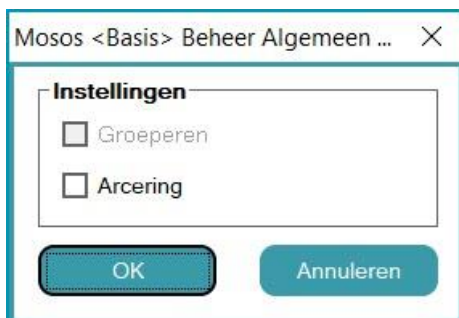 Mosos <Basis> Beheer Algemeen ...
Instellingen
Groeperen
Arcering
OK Annuleren